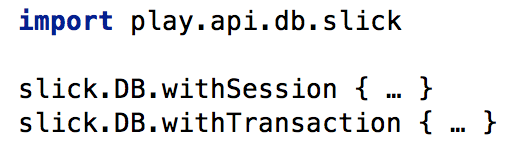 import play.api.db.slick
slick.DB.withSession { … }
slick.DB.withTransaction { … }